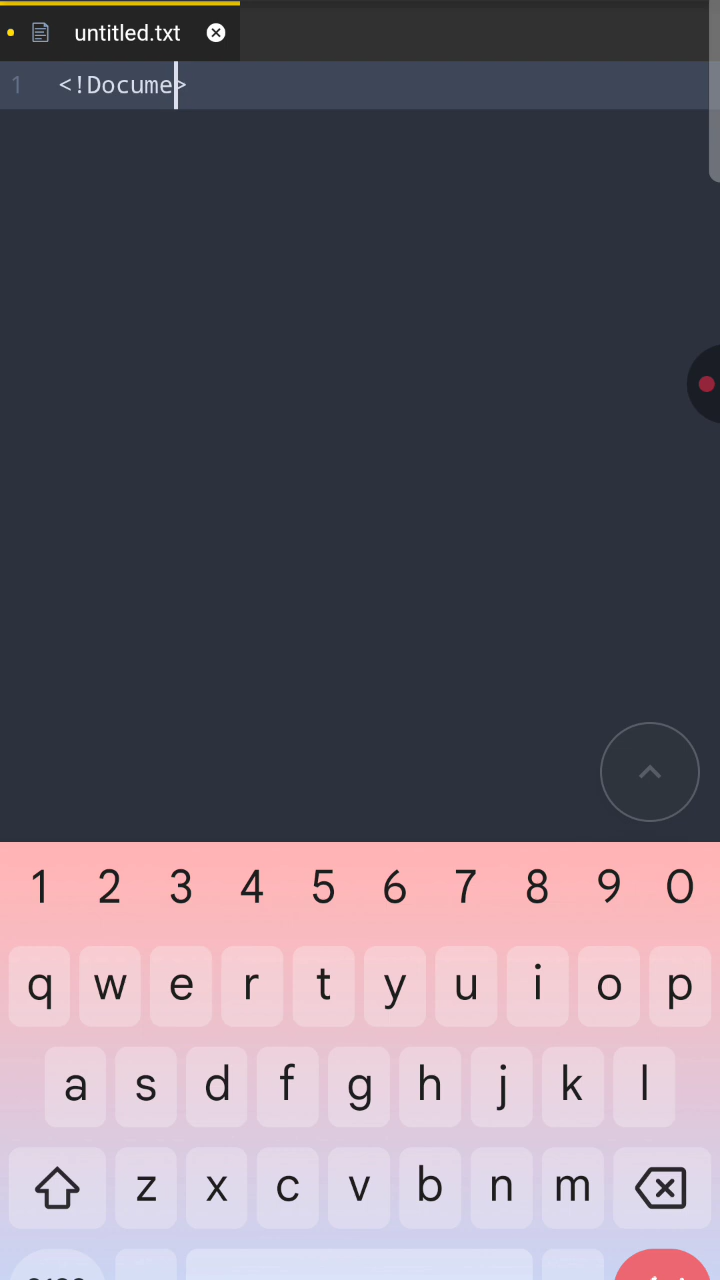 untitled.txt
1 <!Docume>
1 2 3 4 5 6 7 8 9 0
q w e r t y u i o p
a s d f g h j k l
z x c v b n m